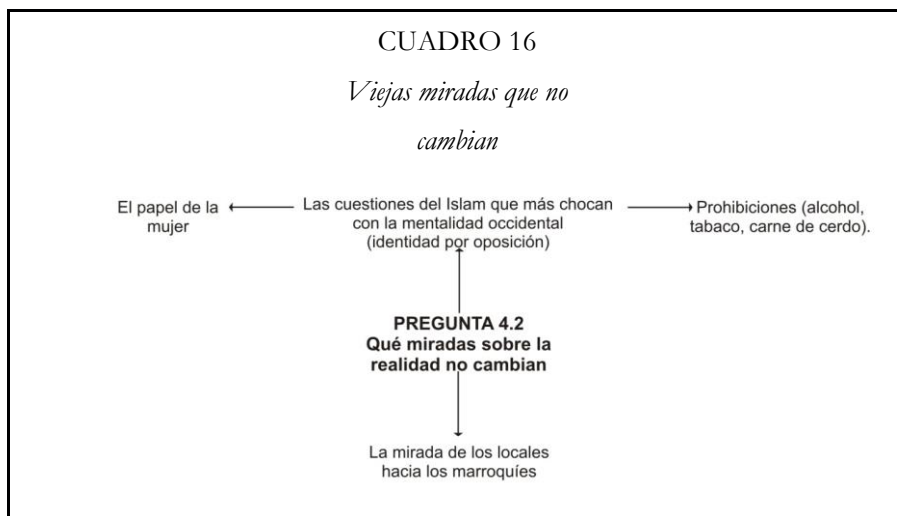 CUADRO 16
Viejas miradas que no
cambian
El papel de la
mujer
Las cuestiones del Islam que más chocan
con la mentalidad occidental
(identidad por oposición)
Prohibiciones (alcohol,
tabaco, carne de cerdo).
PREGUNTA 4.2
Qué miradas sobre la
realidad no cambian
La mirada de los locales
hacia los marroquíes